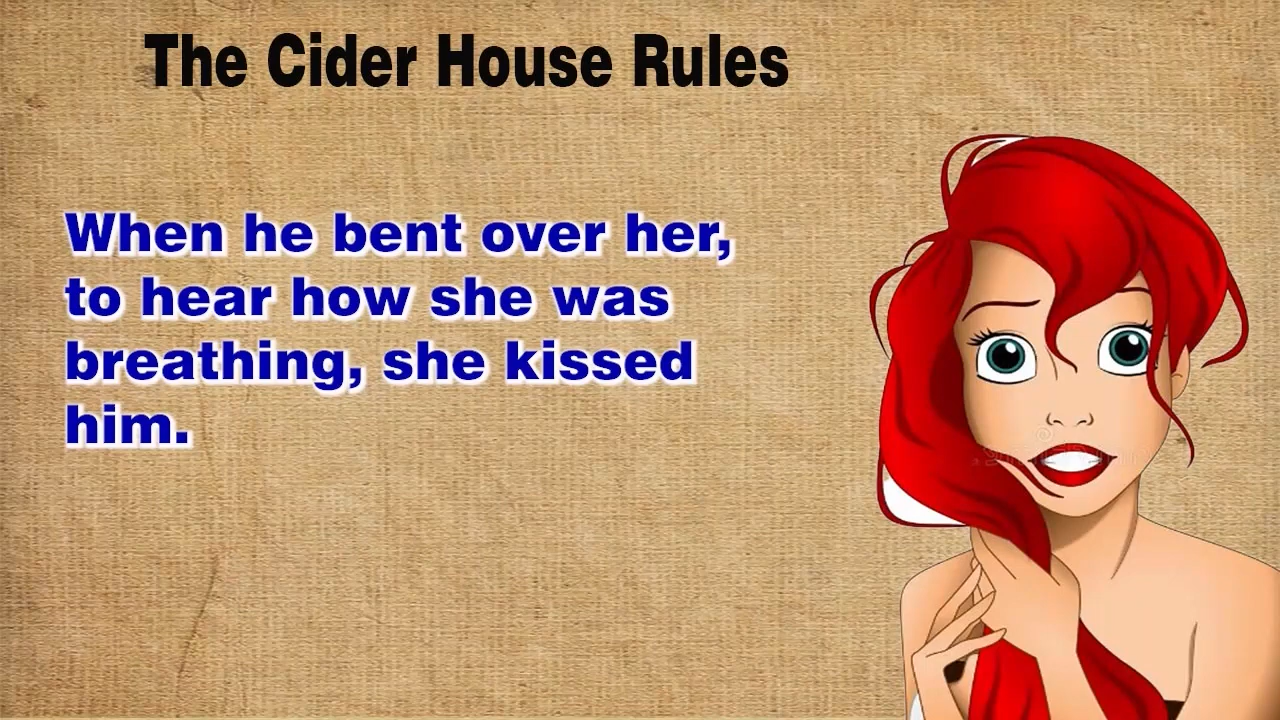 The Cider House Rules
When he bent over her,
to hear how she was
breathing, she kissed
him.